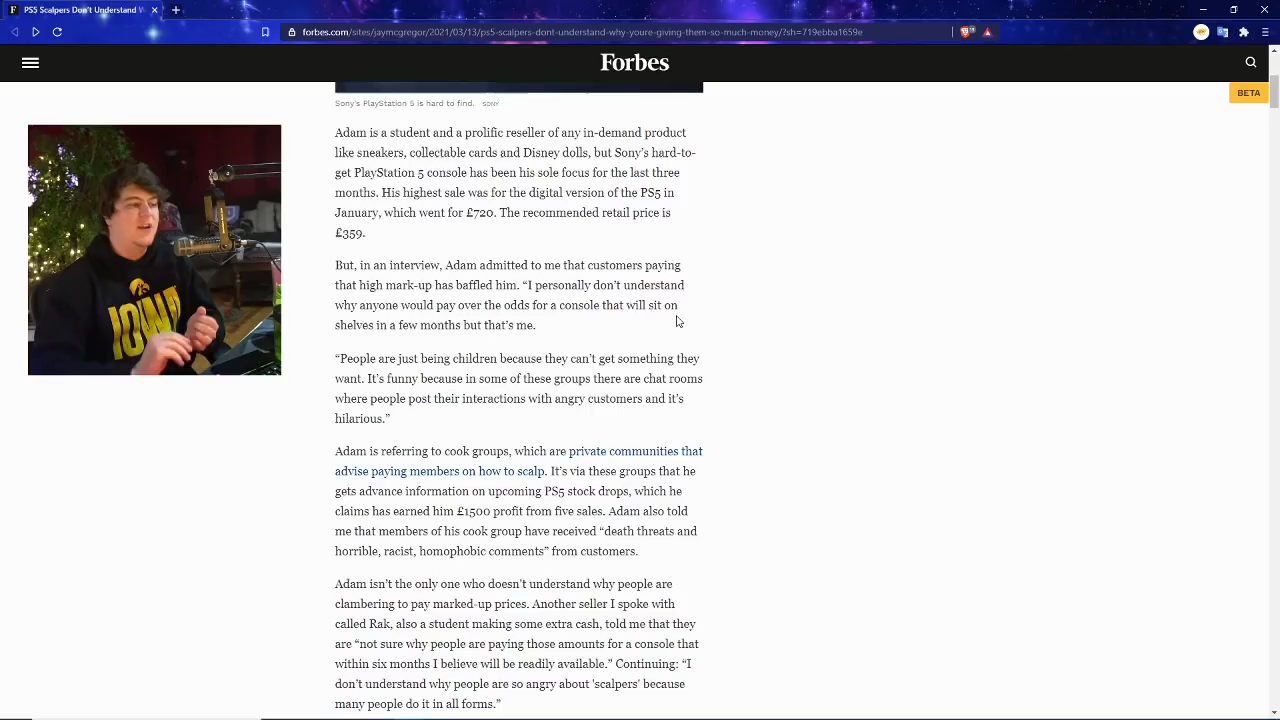 PS5 Scalpers Don't Understand W
forbes.com/sites/jaymcgregor/2021/03/13/ps5-scalpers-dont-understand-why-youre-giving-them-so-much-money/?sh=719ebba1659e
Forbes
BETA
Sony's PlayStation 5 is hard to find. SONY
Adam is a student and a prolific reseller of any in-demand product
like sneakers, collectable cards and Disney dolls, but Sony’s hard-to-
get PlayStation 5 console has been his sole focus for the last three
months. His highest sale was for the digital version of the PS5 in
January, which went for £720. The recommended retail price is
£359.
But, in an interview, Adam admitted to me that customers paying
that high mark-up has baffled him. “I personally don’t understand
why anyone would pay over the odds for a console that will sit on
shelves in a few months but that’s me.
“People are just being children because they can’t get something they
want. It’s funny because in some of these groups there are chat rooms
where people post their interactions with angry customers and it’s
hilarious.”
Adam is referring to cook groups, which are private communities that
advise paying members on how to scalp. It’s via these groups that he
gets advance information on upcoming PS5 stock drops, which he
claims has earned him £1500 profit from five sales. Adam also told
me that members of his cook group have received “death threats and
horrible, racist, homophobic comments” from customers.
Adam isn’t the only one who doesn't understand why people are
clambering to pay marked-up prices. Another seller I spoke with
called Rak, also a student making some extra cash, told me that they
are “not sure why people are paying those amounts for a console that
within six months I believe will be readily available.” Continuing: “I
don’t understand why people are so angry about 'scalpers' because
many people do it in all forms.”
IOWA